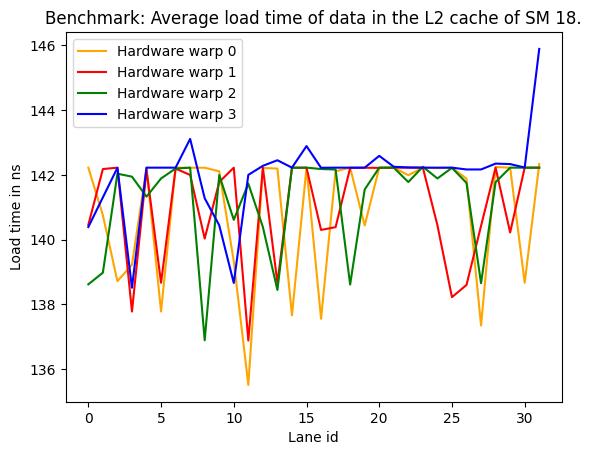 Benchmark: Average load time of data in the L2 cache of SM 18.
Hardware warp 0
Hardware warp 1
Hardware warp 2
Hardware warp 3
Load time in ns
146
144
142
140
138
136
0 5 10 15 20 25 30
Lane id